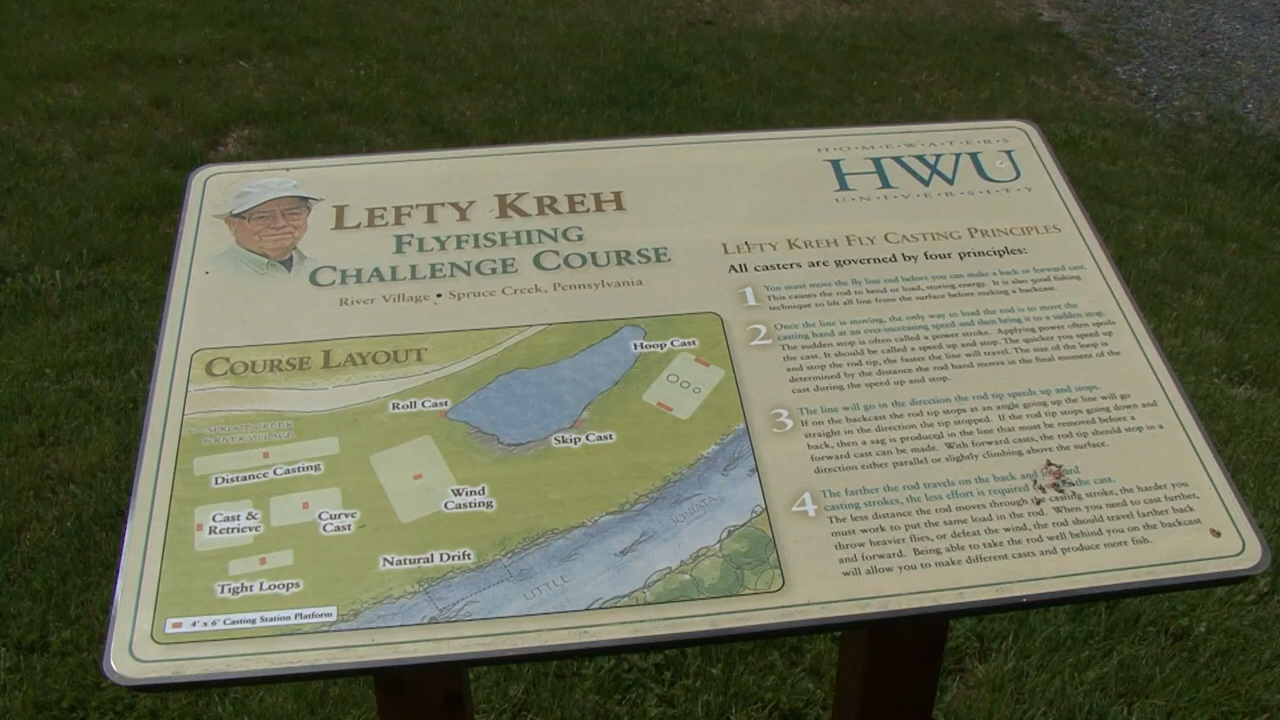 LEFTY KREH
FLYFISHING
CHALLENGE COURSE
River Village • Spruce Creek, Pennsylvania
H·O·M·E·W·A·T·E·R·S
HWU
U·N·I·V·E·R·S·I·T·Y
COURSE LAYOUT
Hoop Cast
Roll Cast
Skip Cast
SPRUCE CREEK
& RIVER VILLAGE
Distance Casting
Wind
Casting
Cast &
Retrieve
Curve
Cast
Natural Drift
Tight Loops
LITTLE
JUNIATA
4' x 6' Casting Station Platform
LEFTY KREH FLY CASTING PRINCIPLES
All casters are governed by four principles:
1 You must move the fly line end before you can make a back or forward cast.
This causes the rod to bend or load, storing energy. It is also good fishing
technique to lift all line from the surface before making a backcast.
2 Once the line is moving, the only way to load the rod is to move the
casting hand at an ever-increasing speed and then bring it to a sudden stop.
The sudden stop is often called a power stroke. Applying power often spoils
the cast. It should be called a speed up and stop. The quicker you speed up
and stop the rod tip, the faster the line will travel. The size of the loop is
determined by the distance the rod hand moves in the final moment of the
cast during the speed up and stop.
3 The line will go in the direction the rod tip speeds up and stops.
If on the backcast the rod tip stops at an angle going up the line will go
straight in the direction the tip stopped. If the rod tip stops going down and
back, then a sag is produced in the line that must be removed before a
forward cast can be made. With forward casts, the rod tip should stop in a
direction either parallel or slightly climbing above the surface.
4 The farther the rod travels on the back and forward
casting strokes, the less effort is required the cast.
The less distance the rod moves through the casting stroke, the harder you
must work to put the same load in the rod. When you need to cast further,
throw heavier flies, or defeat the wind, the rod should travel farther back
and forward. Being able to take the rod well behind you on the backcast
will allow you to make different casts and produce more fish.